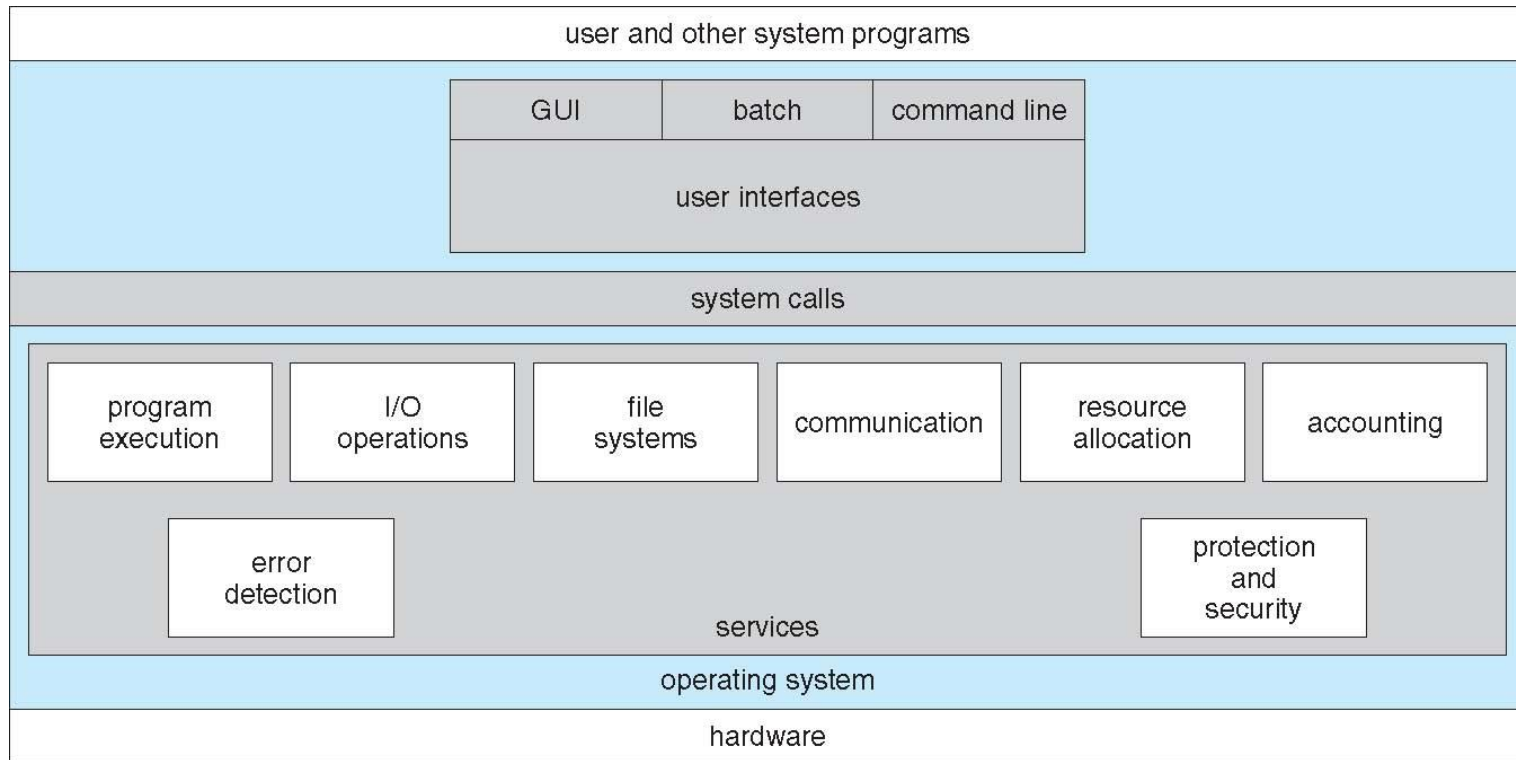 user and other system programs
GUI
batch
command line
user interfaces
system calls
program
execution
I/O
operations
file
systems
communication
resource
allocation
accounting
error
detection
protection
and
security
services
operating system
hardware